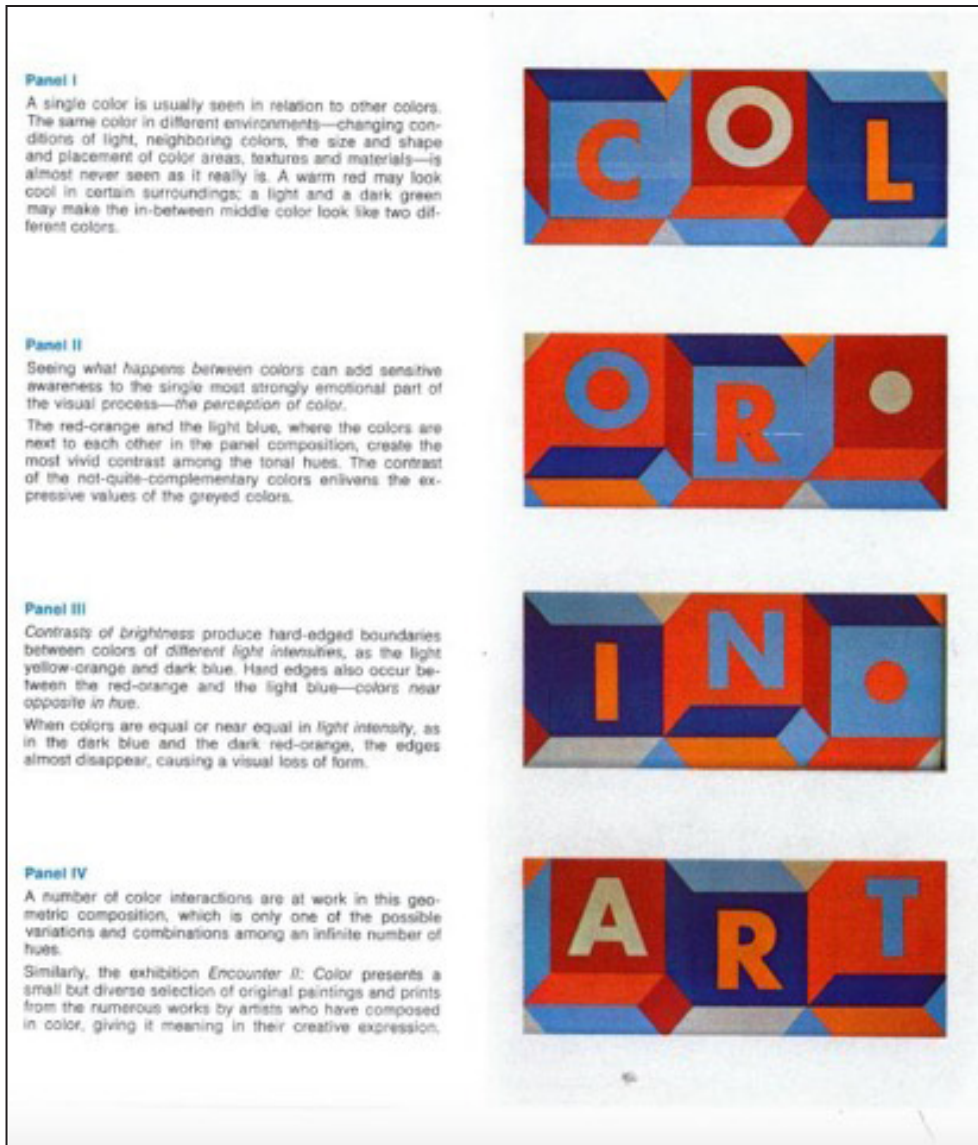 Panel I
A single color is usually seen in relation to other colors.
The same color in different environments—changing con-
ditions of light, neighboring colors, the size and shape
and placement of color areas, textures and materials—is
almost never seen as it really is. A warm red may look
cool in certain surroundings; a light and a dark green
may make the in-between middle color look like two dif-
ferent colors.
COL
Panel II
Seeing what happens between colors can add sensitive
awareness to the single most strongly emotional part of
the visual process—the perception of color.
The red-orange and the light blue, where the colors are
next to each other in the panel composition, create the
most vivid contrast among the tonal hues. The contrast
of the not-quite-complementary colors enlivens the ex-
pressive values of the greyed colors.
OR
Panel III
Contrasts of brightness produce hard-edged boundaries
between colors of different light intensities, as the light
yellow-orange and dark blue. Hard edges also occur be-
tween the red-orange and the light blue—colors near
opposite in hue.
When colors are equal or near equal in light intensity, as
in the dark blue and the dark red-orange, the edges
almost disappear, causing a visual loss of form.
IN
Panel IV
A number of color interactions are at work in this geo-
metric composition, which is only one of the possible
variations and combinations among an infinite number of
hues.
Similarly, the exhibition Encounter II: Color presents a
small but diverse selection of original paintings and prints
from the numerous works by artists who have composed
in color, giving it meaning in their creative expression.
ART